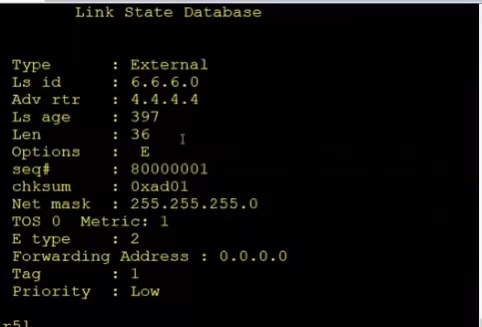 Link State Database
Type : External
Ls id : 6.6.6.0
Adv rtr : 4.4.4.4
Ls age : 397
Len : 36
Options : E
seq# : 80000001
chksum : 0xad01
Net mask : 255.255.255.0
TOS 0 Metric: 1
E type : 2
Forwarding Address : 0.0.0.0
Tag : 1
Priority : Low